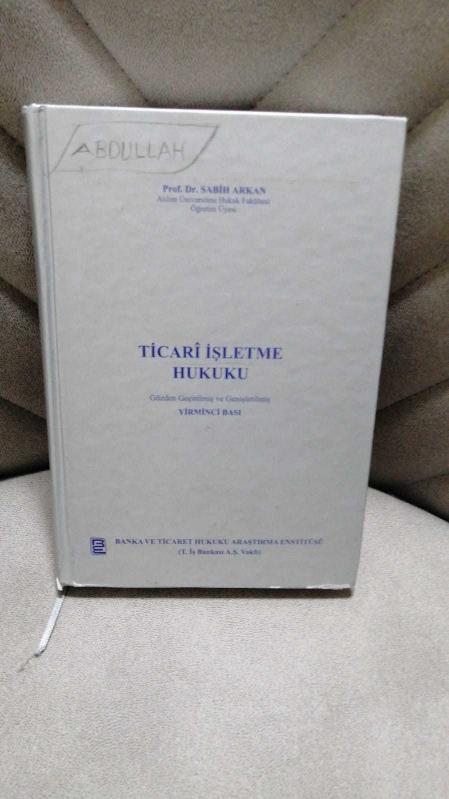 ABDULLAH
Prof. Dr. SABİH ARKAN
Atılım Üniversitesi Hukuk Fakültesi
Öğretim Üyesi
TİCARÎ İŞLETME
HUKUKU
Gözden Geçirilmiş ve Genişletilmiş
YİRMİNCİ BASI
BANKA VE TİCARET HUKUKU ARAŞTIRMA ENSTİTÜSÜ
(T. İş Bankası A.Ş. Vakfı)